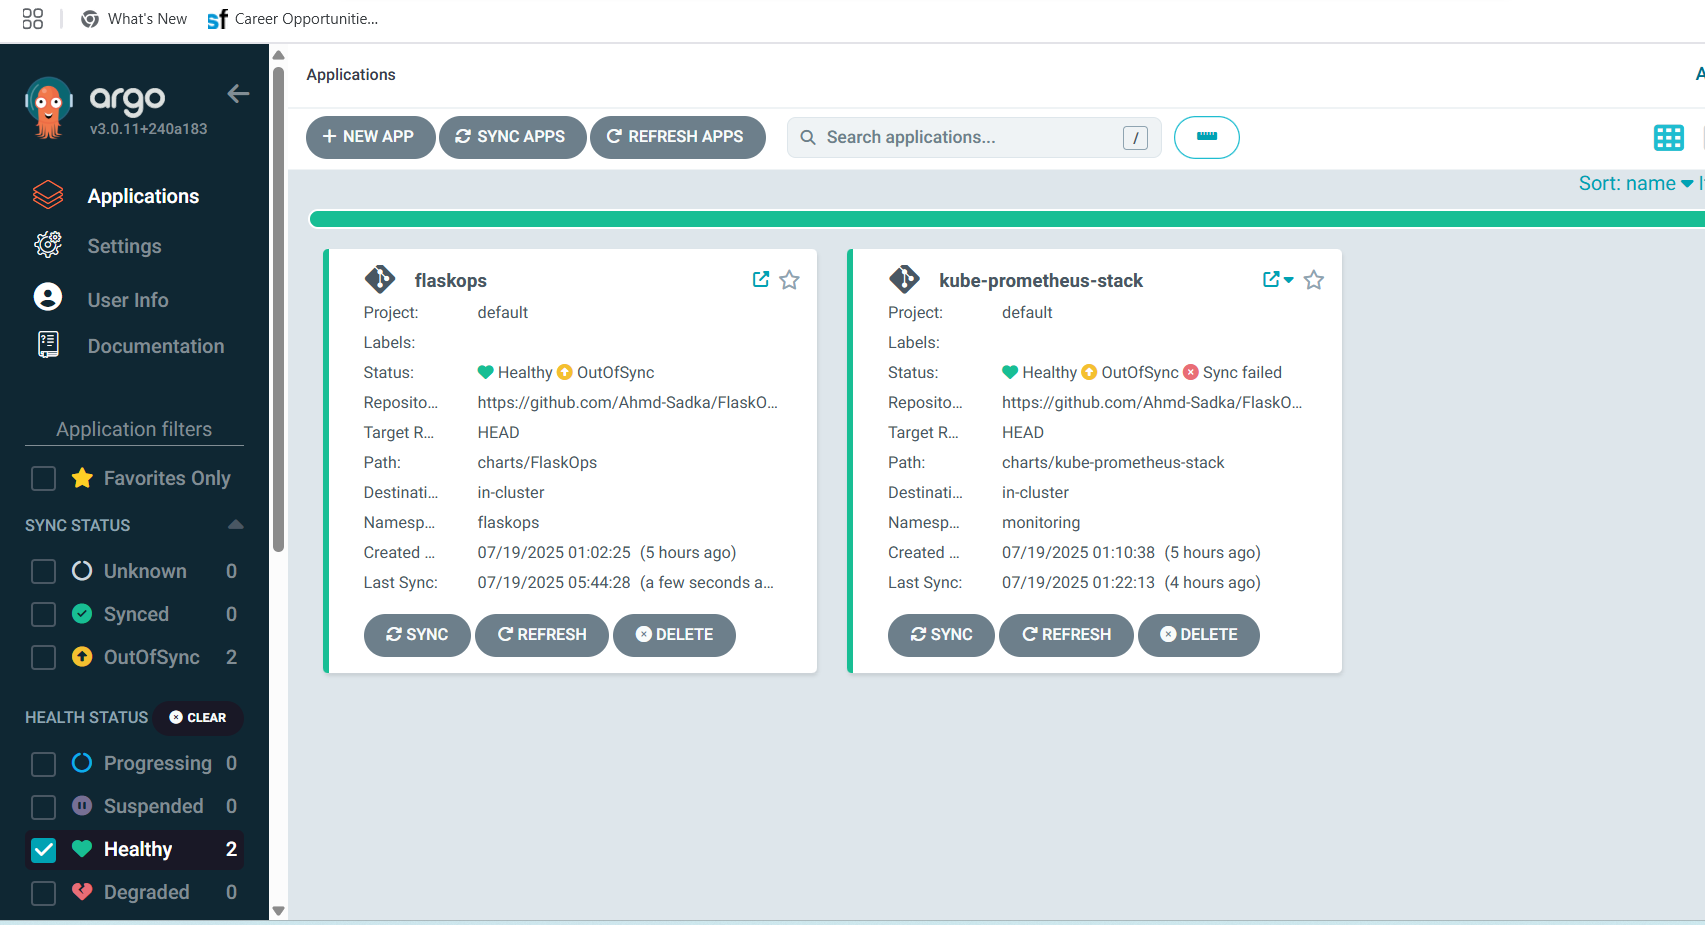 What's New
Career Opportunitie...
argo
v3.0.11+240a183
Applications
Settings
User Info
Documentation
Application filters
Favorites Only
SYNC STATUS
Unknown 0
Synced 0
OutOfSync 2
HEALTH STATUS CLEAR
Progressing 0
Suspended 0
Healthy 2
Degraded 0
Applications
NEW APP SYNC APPS REFRESH APPS Search applications... /
Sort: name
flaskops
Project: default
Labels:
Status: Healthy OutOfSync
Reposito... https://github.com/Ahmd-Sadka/FlaskO...
Target R... HEAD
Path: charts/FlaskOps
Destinati... in-cluster
Namesp... flaskops
Created ... 07/19/2025 01:02:25 (5 hours ago)
Last Sync: 07/19/2025 05:44:28 (a few seconds a...
SYNC REFRESH DELETE
kube-prometheus-stack
Project: default
Labels:
Status: Healthy OutOfSync Sync failed
Reposito... https://github.com/Ahmd-Sadka/FlaskO...
Target R... HEAD
Path: charts/kube-prometheus-stack
Destinati... in-cluster
Namesp... monitoring
Created ... 07/19/2025 01:10:38 (5 hours ago)
Last Sync: 07/19/2025 01:22:13 (4 hours ago)
SYNC REFRESH DELETE